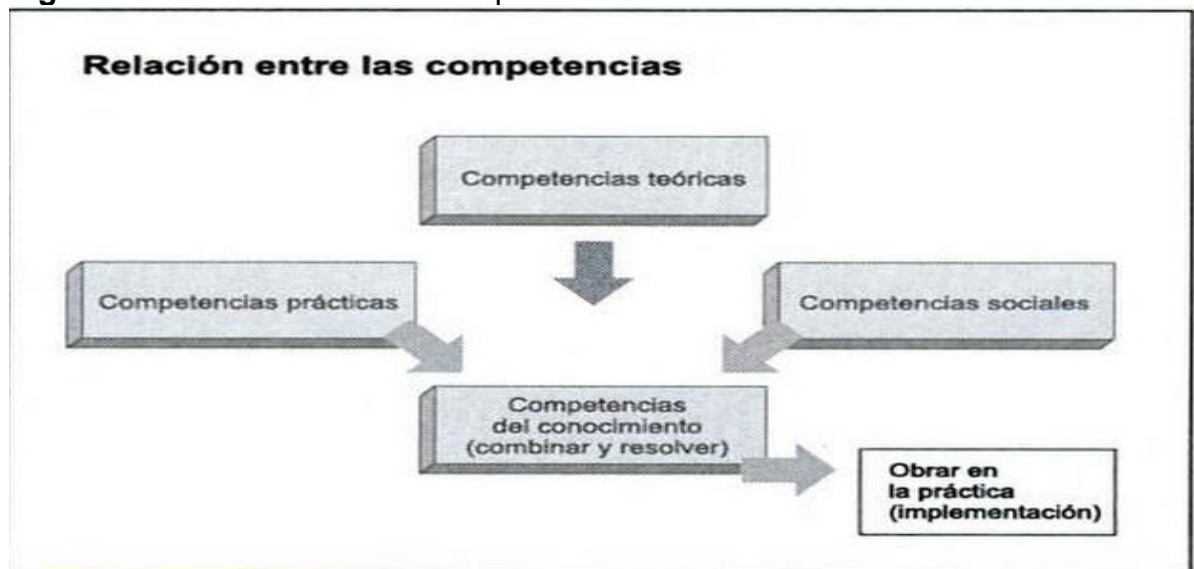 Relación entre las competencias
Competencias teóricas
Competencias prácticas
Competencias sociales
Competencias
del conocimiento
(combinar y resolver)
Obrar en
la práctica
(implementación)